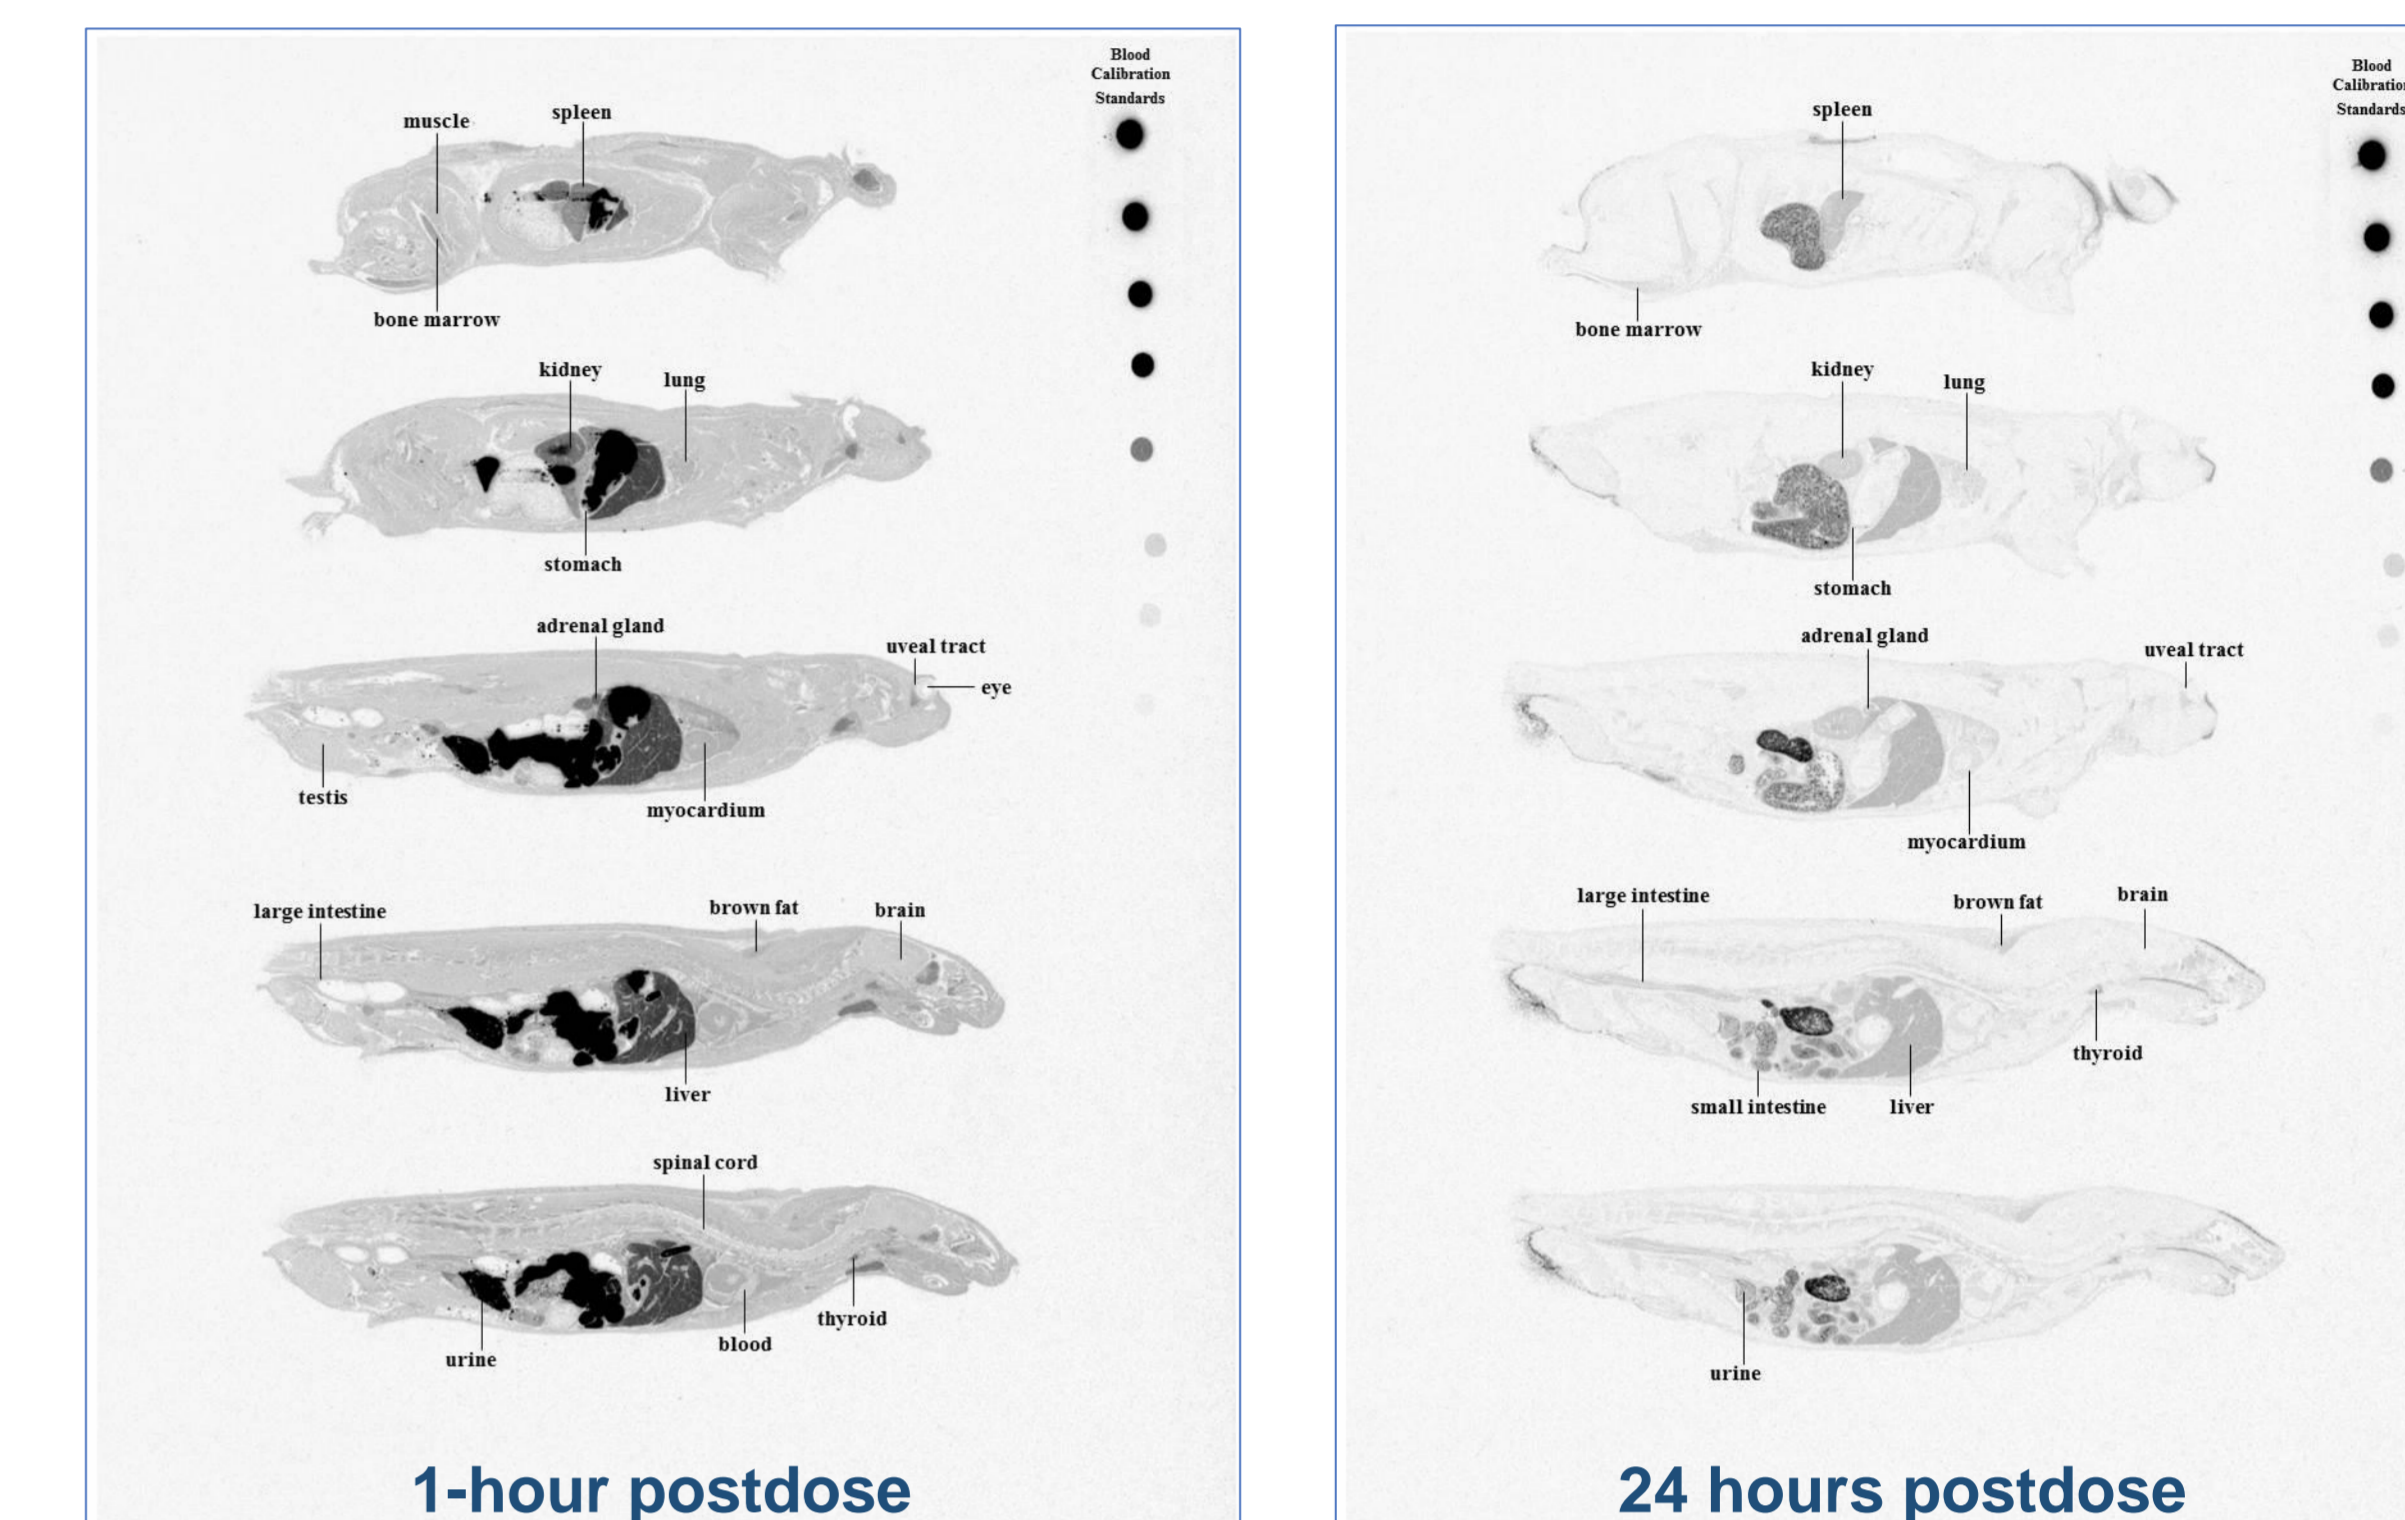 Blood
Calibration
Standards
muscle
spleen
bone marrow
kidney
lung
stomach
adrenal gland
uveal tract
eye
testis
myocardium
large intestine
brown fat
brain
liver
spinal cord
thyroid
blood
urine
1-hour postdose
Blood
Calibration
Standards
spleen
bone marrow
kidney
lung
stomach
adrenal gland
uveal tract
myocardium
large intestine
brown fat
brain
thyroid
small intestine
liver
urine
24 hours postdose